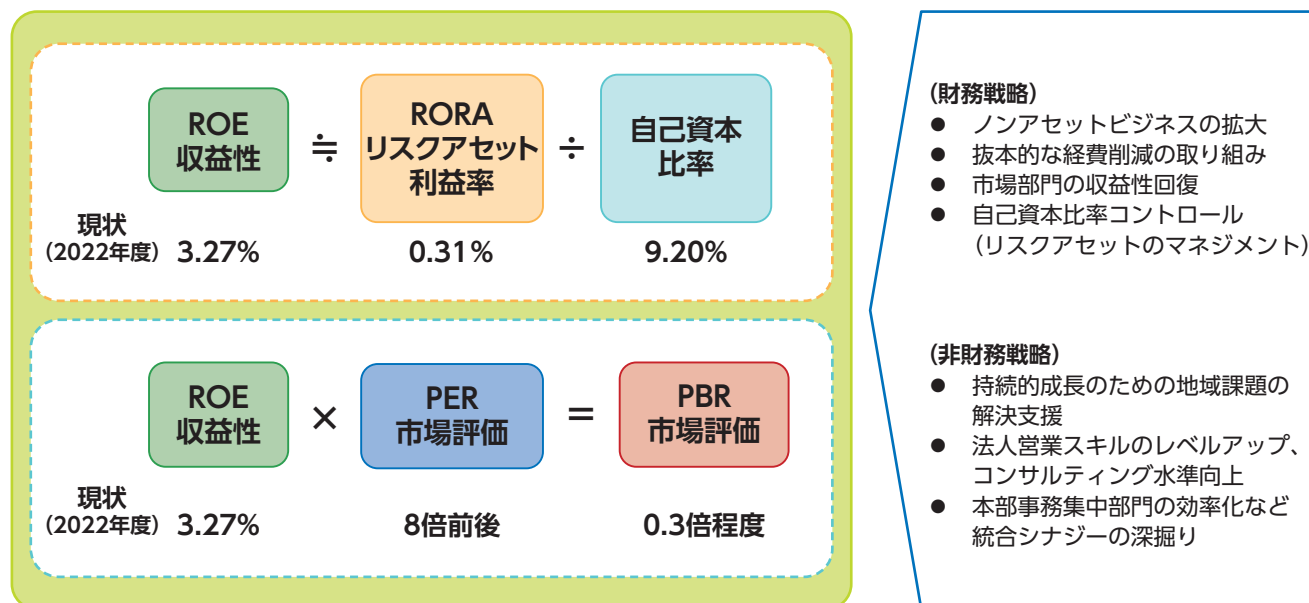 ROE
収益性
≒
RORA
リスクアセット
利益率
÷
自己資本
比率
現状
(2022年度) 3.27% 0.31% 9.20%
ROE
収益性
×
PER
市場評価
=
PBR
市場評価
現状
(2022年度) 3.27% 8倍前後 0.3倍程度
(財務戦略)
● ノンアセットビジネスの拡大
● 抜本的な経費削減の取り組み
● 市場部門の収益性回復
● 自己資本比率コントロール
(リスクアセットのマネジメント)
(非財務戦略)
● 持続的成長のための地域課題の
解決支援
● 法人営業スキルのレベルアップ、
コンサルティング水準向上
● 本部事務集中部門の効率化など
統合シナジーの深掘り